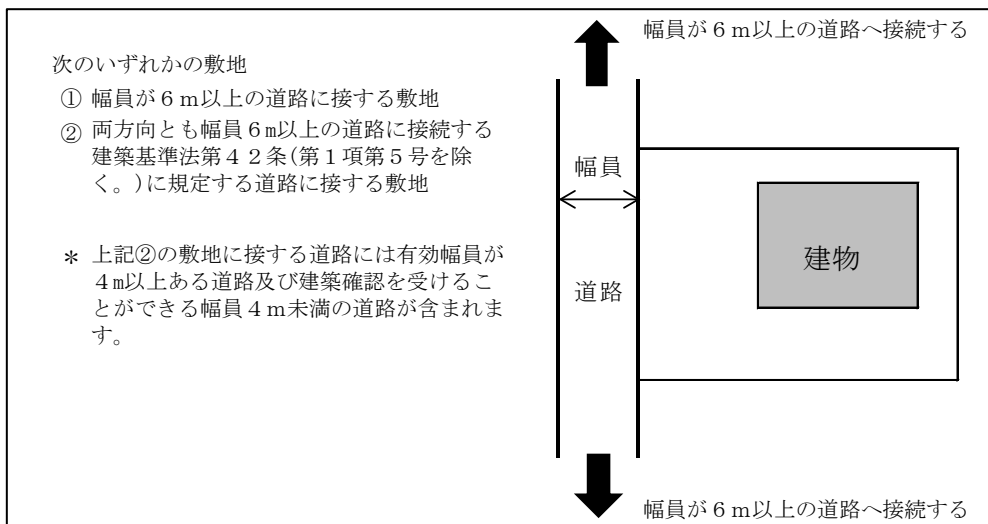 次のいずれかの敷地
① 幅員が６ｍ以上の道路に接する敷地
② 両方向とも幅員６m以上の道路に接続する
建築基準法第４２条(第１項第５号を除
く。)に規定する道路に接する敷地
＊ 上記②の敷地に接する道路には有効幅員が
４m以上ある道路及び建築確認を受けるこ
とができる幅員４ｍ未満の道路が含まれま
す。
幅員が６ｍ以上の道路へ接続する
幅員
道路
建物
幅員が６ｍ以上の道路へ接続する